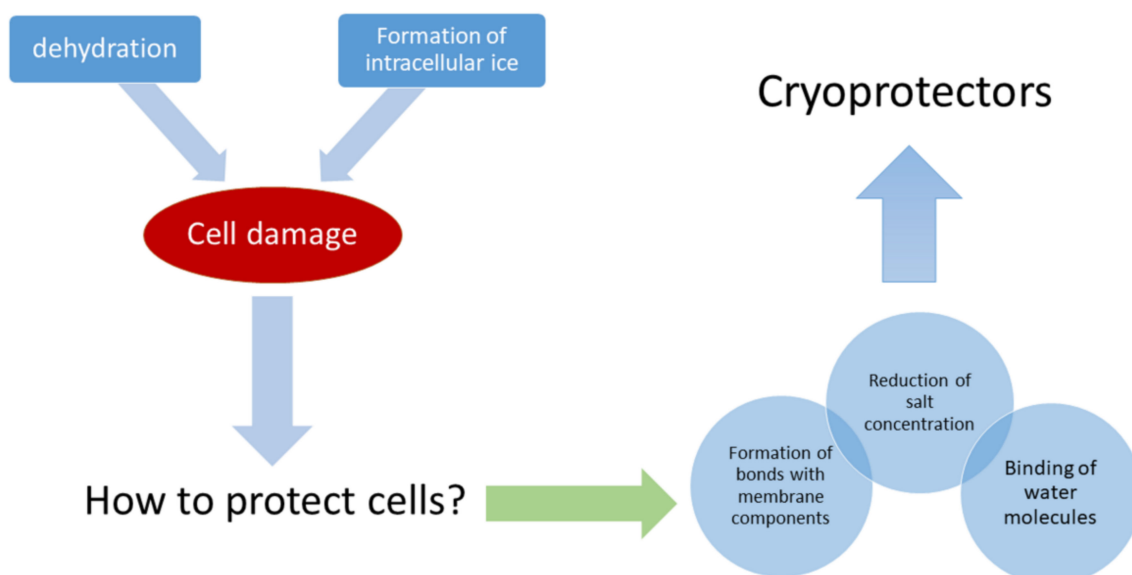 dehydration
Formation of
intracellular ice
Cell damage
How to protect cells?
Formation of
bonds with
membrane
components
Reduction of
salt
concentration
Binding of
water
molecules
Cryoprotectors